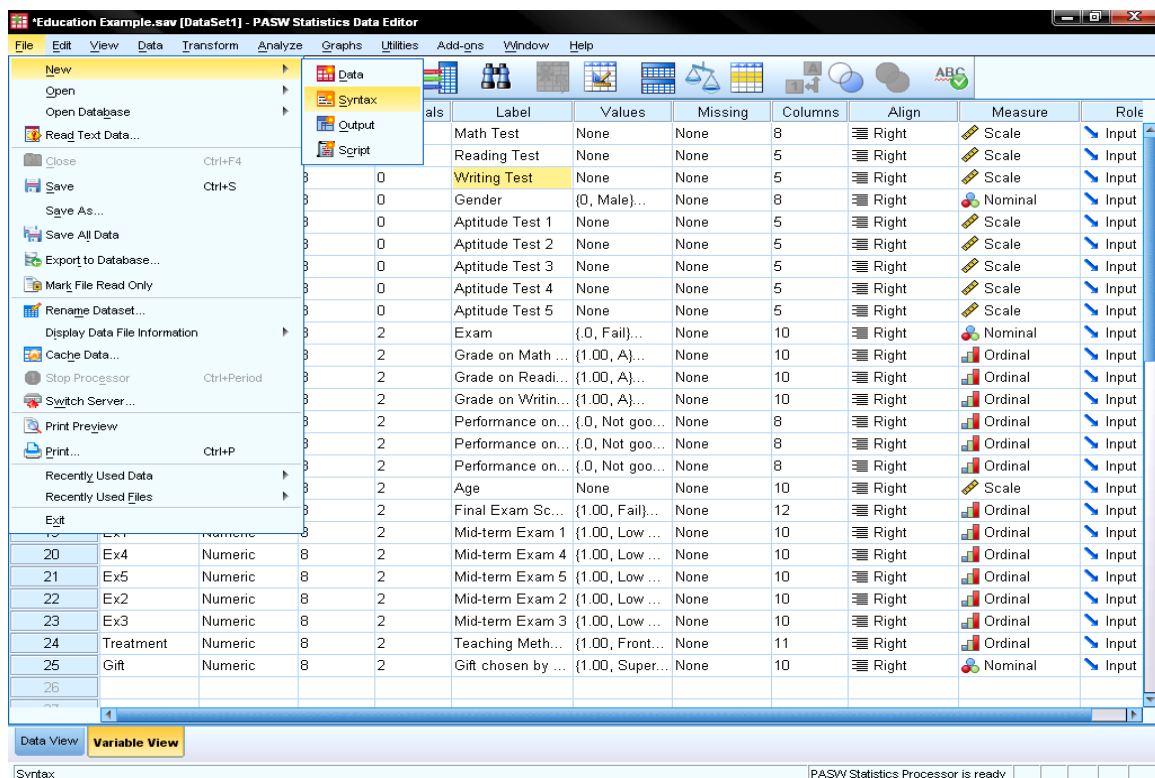 *Education Example.sav [DataSet1] - PASW Statistics Data Editor
File Edit View Data Transform Analyze Graphs Utilities Add-ons Window Help
New
Open
Open Database
Read Text Data...
Close Ctrl+F4
Save Ctrl+S
Save As...
Save All Data
Export to Database...
Mark File Read Only
Rename Dataset...
Display Data File Information
Cache Data...
Stop Processor Ctrl+Period
Switch Server...
Print Preview
Print... Ctrl+P
Recently Used Data
Recently Used Files
Exit
Data
Syntax
Output
Script
ABC
als Label Values Missing Columns Align Measure Role
Math Test None None 8 Right Scale Input
Reading Test None None 5 Right Scale Input
0 Writing Test None None 5 Right Scale Input
0 Gender {0, Male}... None 8 Right Nominal Input
0 Aptitude Test 1 None None 5 Right Scale Input
0 Aptitude Test 2 None None 5 Right Scale Input
0 Aptitude Test 3 None None 5 Right Scale Input
0 Aptitude Test 4 None None 5 Right Scale Input
0 Aptitude Test 5 None None 5 Right Scale Input
2 Exam {.0, Fail}... None 10 Right Nominal Input
2 Grade on Math ... {1.00, A}... None 10 Right Ordinal Input
2 Grade on Readi... {1.00, A}... None 10 Right Ordinal Input
2 Grade on Writin... {1.00, A}... None 10 Right Ordinal Input
2 Performance on... {.0, Not goo... None 8 Right Ordinal Input
2 Performance on... {.0, Not goo... None 8 Right Ordinal Input
2 Performance on... {.0, Not goo... None 8 Right Ordinal Input
2 Age None None 10 Right Scale Input
2 Final Exam Sc... {1.00, Fail}... None 12 Right Ordinal Input
2 Mid-term Exam 1 {1.00, Low ... None 10 Right Ordinal Input
20 Ex4 Numeric 8 2 Mid-term Exam 4 {1.00, Low ... None 10 Right Ordinal Input
21 Ex5 Numeric 8 2 Mid-term Exam 5 {1.00, Low ... None 10 Right Ordinal Input
22 Ex2 Numeric 8 2 Mid-term Exam 2 {1.00, Low ... None 10 Right Ordinal Input
23 Ex3 Numeric 8 2 Mid-term Exam 3 {1.00, Low ... None 10 Right Ordinal Input
24 Treatment Numeric 8 2 Teaching Meth... {1.00, Front... None 11 Right Ordinal Input
25 Gift Numeric 8 2 Gift chosen by ... {1.00, Super... None 10 Right Nominal Input
26
Data View Variable View
Syntax PASW Statistics Processor is ready